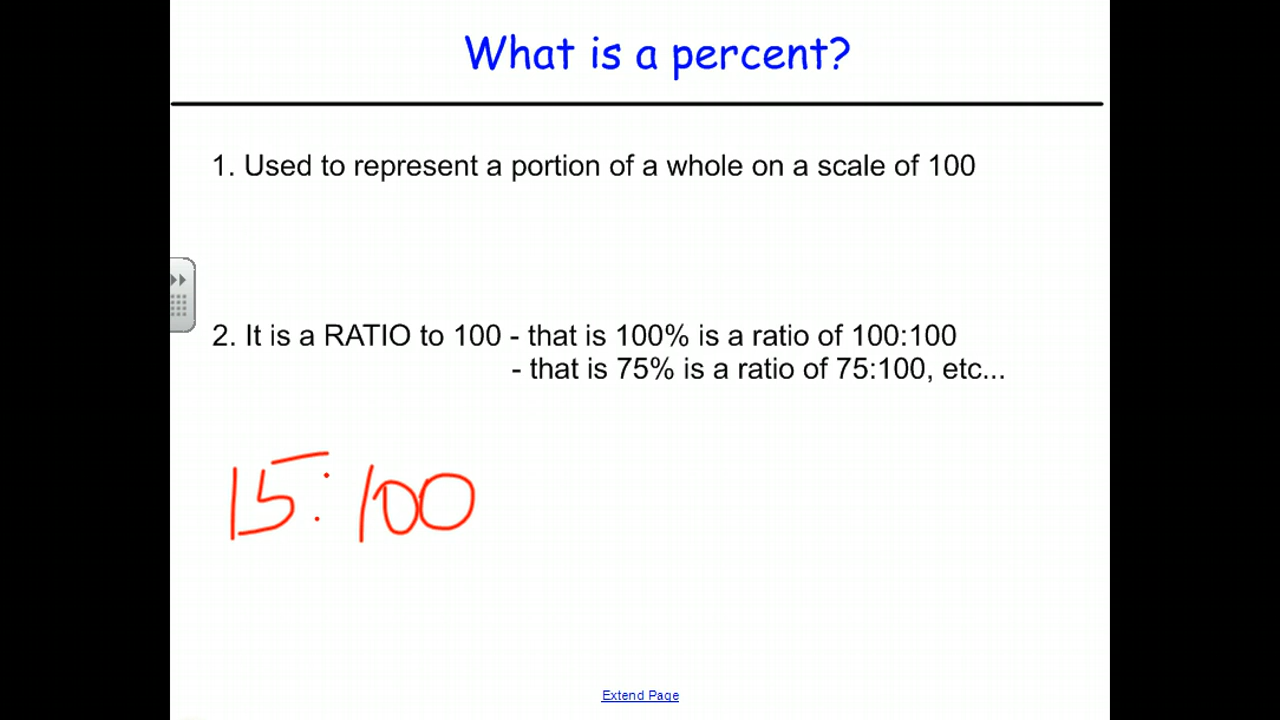 What is a percent?
1. Used to represent a portion of a whole on a scale of 100
2. It is a RATIO to 100 - that is 100% is a ratio of 100:100
- that is 75% is a ratio of 75:100, etc...
15:100
Extend Page